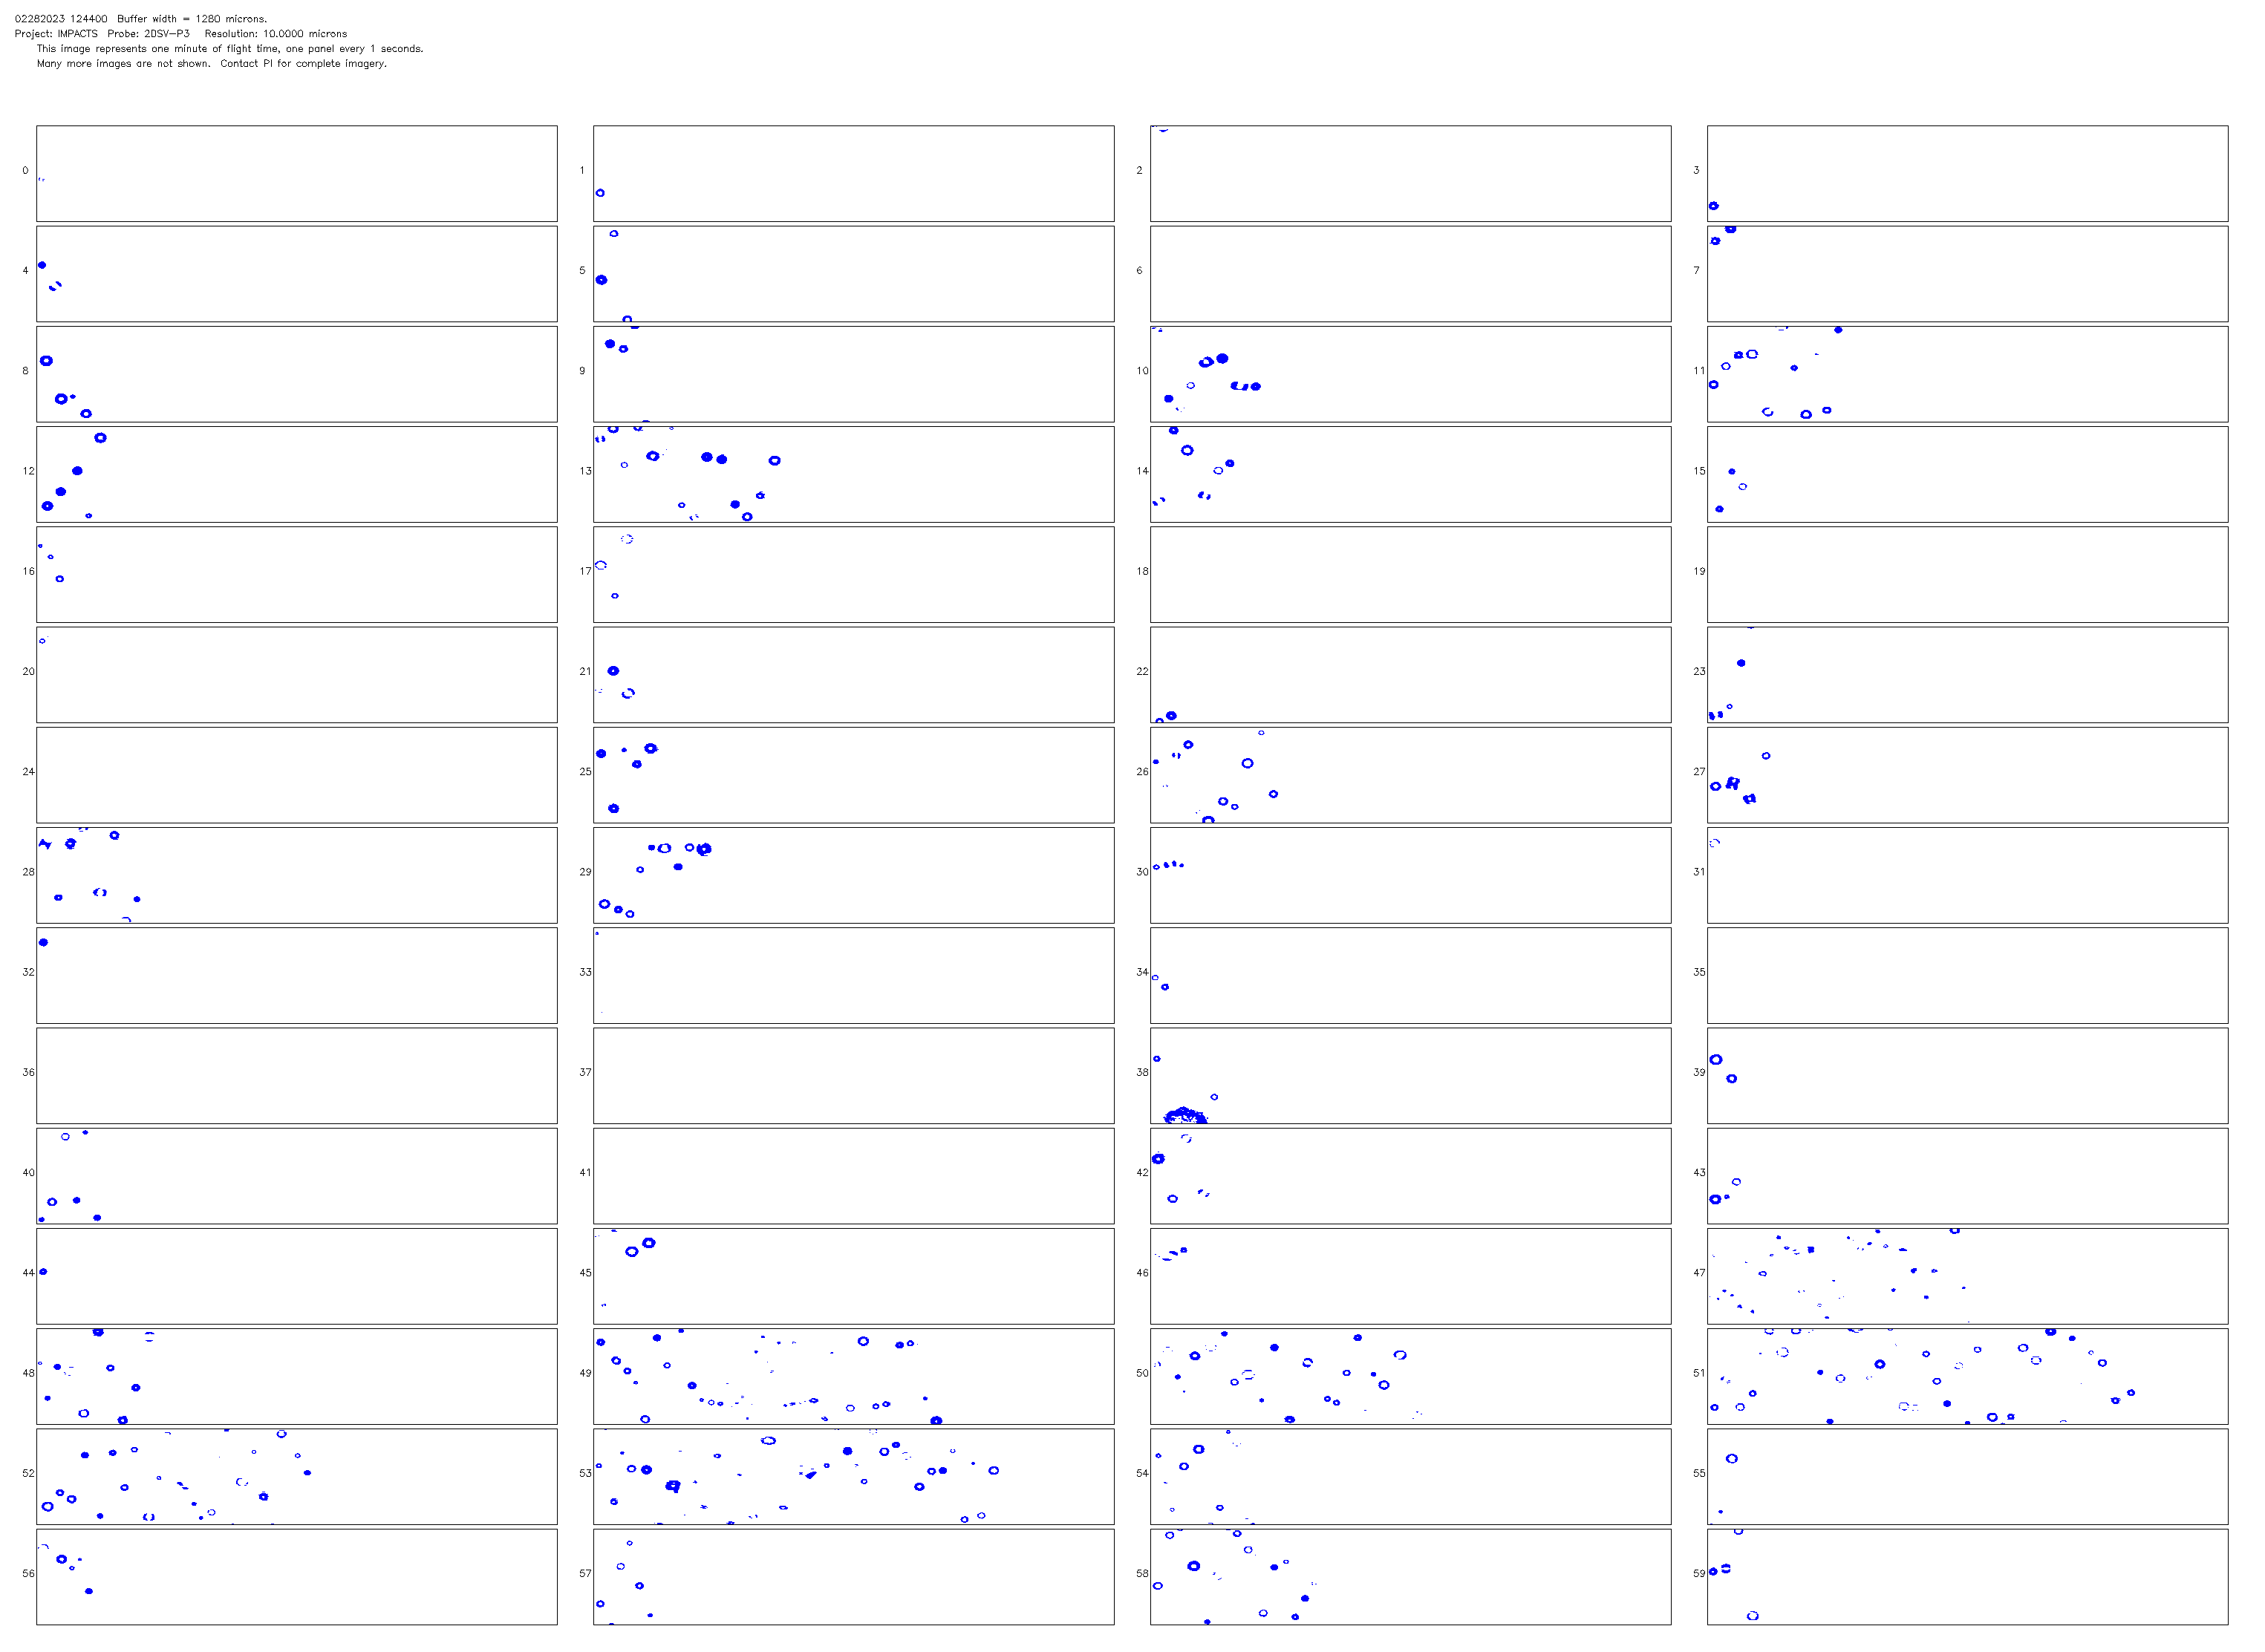 02282023 124400  Buffer width = 1280 microns.
Project: IMPACTS  Probe: 2DSV-P3   Resolution: 10.0000 microns
This image represents one minute of flight time, one panel every 1 seconds.
Many more images are not shown.  Contact PI for complete imagery.
0 1 2 3
4 5 6 7
8 9 10 11
12 13 14 15
16 17 18 19
20 21 22 23
24 25 26 27
28 29 30 31
32 33 34 35
36 37 38 39
40 41 42 43
44 45 46 47
48 49 50 51
52 53 54 55
56 57 58 59